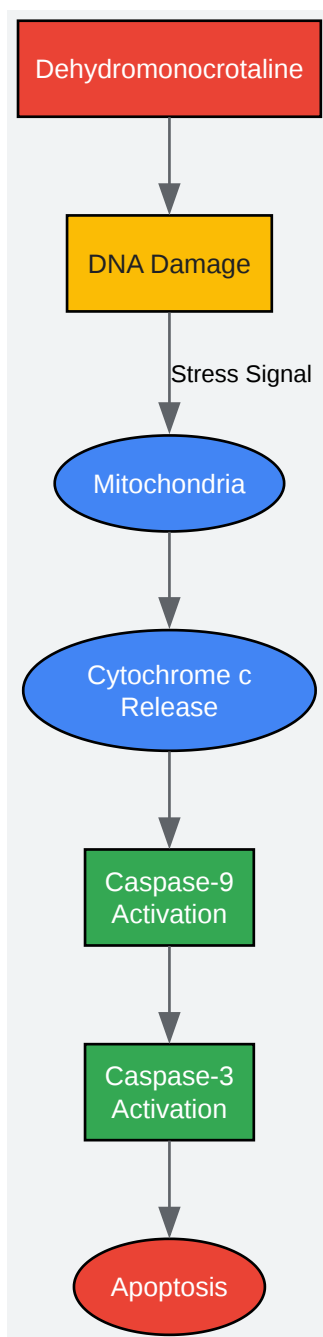 Dehydromonocrotaline
DNA Damage
Stress Signal
Mitochondria
Cytochrome c
Release
Caspase-9
Activation
Caspase-3
Activation
Apoptosis